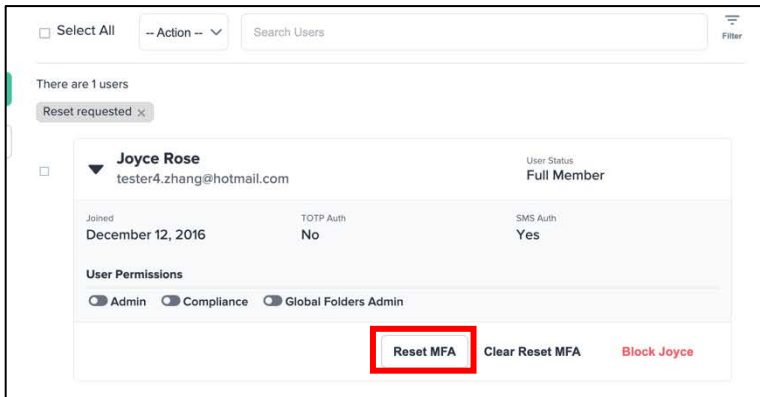 Select All -- Action -- Search Users Filter
There are 1 users
Reset requested ×
Joyce Rose
tester4.zhang@hotmail.com
User Status
Full Member
Joined TOTP Auth SMS Auth
December 12, 2016 No Yes
User Permissions
Admin Compliance Global Folders Admin
Reset MFA Clear Reset MFA Block Joyce